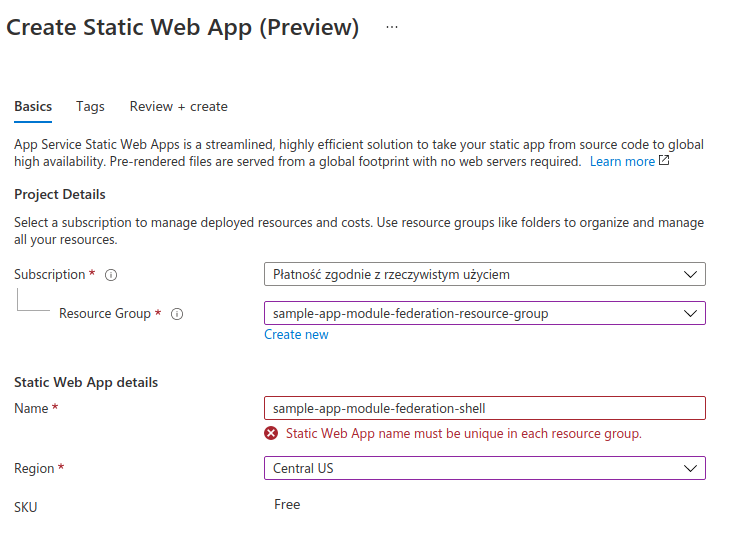 Create Static Web App (Preview) ...
Basics Tags Review + create
App Service Static Web Apps is a streamlined, highly efficient solution to take your static app from source code to global
high availability. Pre-rendered files are served from a global footprint with no web servers required. Learn more
Project Details
Select a subscription to manage deployed resources and costs. Use resource groups like folders to organize and manage
all your resources.
Subscription * Płatność zgodnie z rzeczywistym użyciem
Resource Group * sample-app-module-federation-resource-group
Create new
Static Web App details
Name * sample-app-module-federation-shell
Static Web App name must be unique in each resource group.
Region * Central US
SKU Free